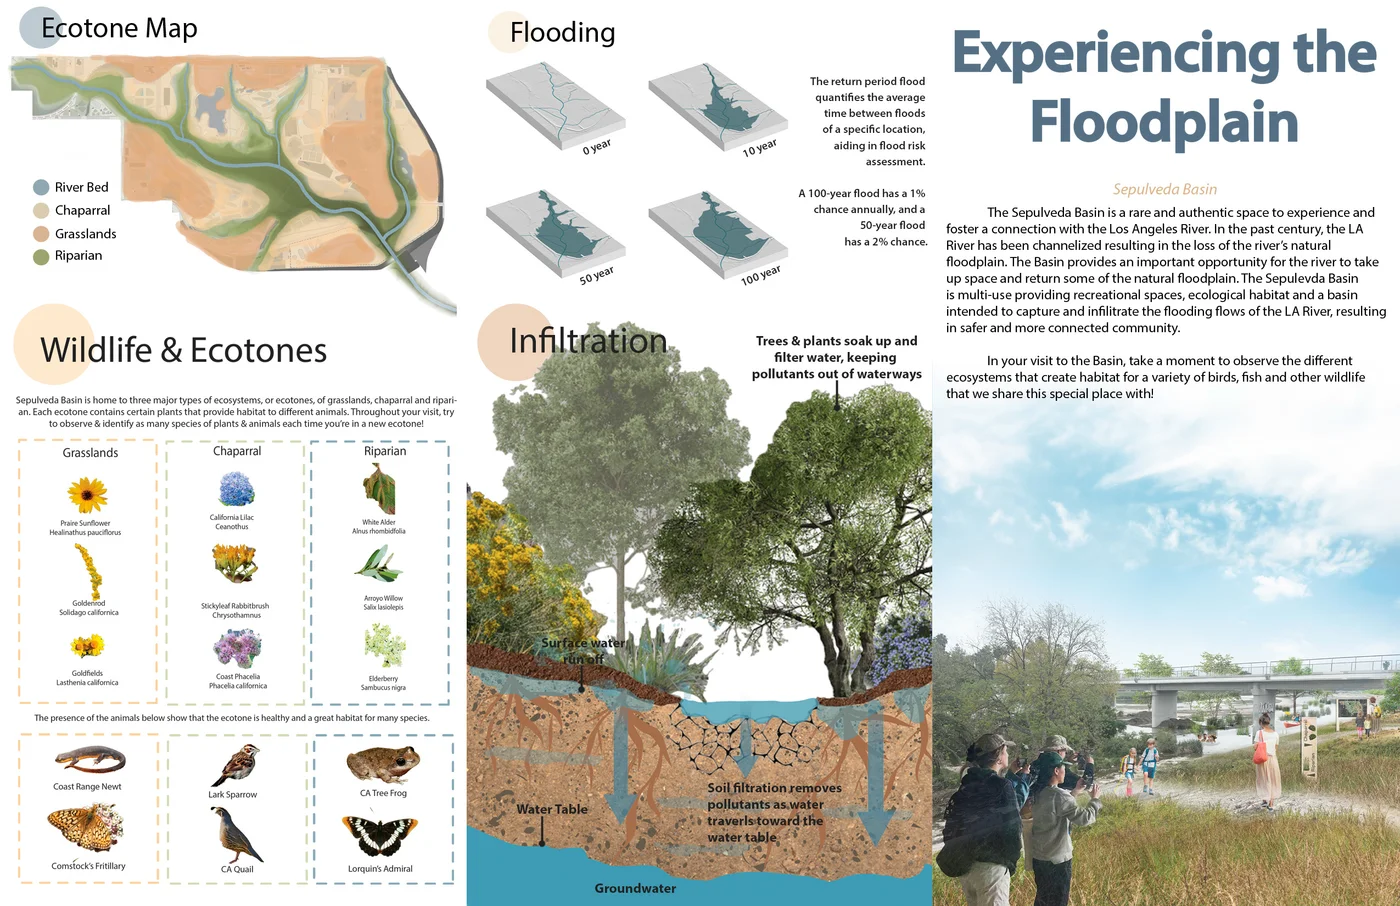 Ecotone Map
River Bed
Chaparral
Grasslands
Riparian
Wildlife & Ecotones
Sepulveda Basin is home to three major types of ecosystems, or ecotones, of grasslands, chaparral and ripari-
an. Each ecotone contains certain plants that provide habitat to different animals. Throughout your visit, try
to observe & identify as many species of plants & animals each time you're in a new ecotone!
Grasslands
Praire Sunflower
Healinathus pauciflorus
Goldenrod
Solidago californica
Goldfields
Lasthenia californica
Chaparral
California Lilac
Ceanothus
Stickyleaf Rabbitbrush
Chrysothamnus
Coast Phacelia
Phacelia californica
Riparian
White Alder
Alnus rhombidfolia
Arroyo Willow
Salix lasiolepis
Elderberry
Sambucus nigra
The presence of the animals below show that the ecotone is healthy and a great habitat for many species.
Coast Range Newt
Comstock's Fritillary
Lark Sparrow
CA Quail
CA Tree Frog
Lorquin's Admiral
Flooding
0 year
10 year
50 year
100 year
The return period flood
quantifies the average
time between floods
of a specific location,
aiding in flood risk
assessment.
A 100-year flood has a 1%
chance annually, and a
50-year flood
has a 2% chance.
Infiltration
Trees & plants soak up and
filter water, keeping
pollutants out of waterways
Surface water
run off
Water Table
Soil filtration removes
pollutants as water
traverls toward the
water table
Groundwater
Experiencing the
Floodplain
Sepulveda Basin
The Sepulveda Basin is a rare and authentic space to experience and
foster a connection with the Los Angeles River. In the past century, the LA
River has been channelized resulting in the loss of the river's natural
floodplain. The Basin provides an important opportunity for the river to take
up space and return some of the natural floodplain. The Sepulevda Basin
is multi-use providing recreational spaces, ecological habitat and a basin
intended to capture and infilitrate the flooding flows of the LA River, resulting
in safer and more connected community.
In your visit to the Basin, take a moment to observe the different
ecosystems that create habitat for a variety of birds, fish and other wildlife
that we share this special place with!